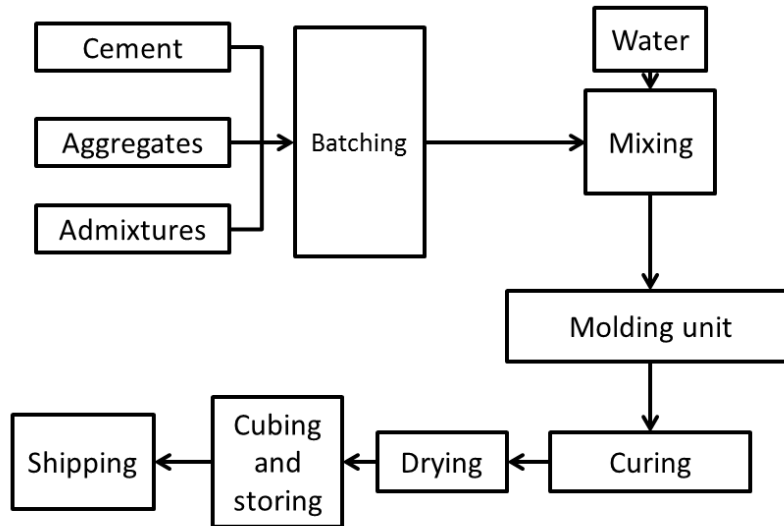 Cement
Aggregates
Admixtures
Batching
Water
Mixing
Molding unit
Curing
Drying
Cubing
and
storing
Shipping